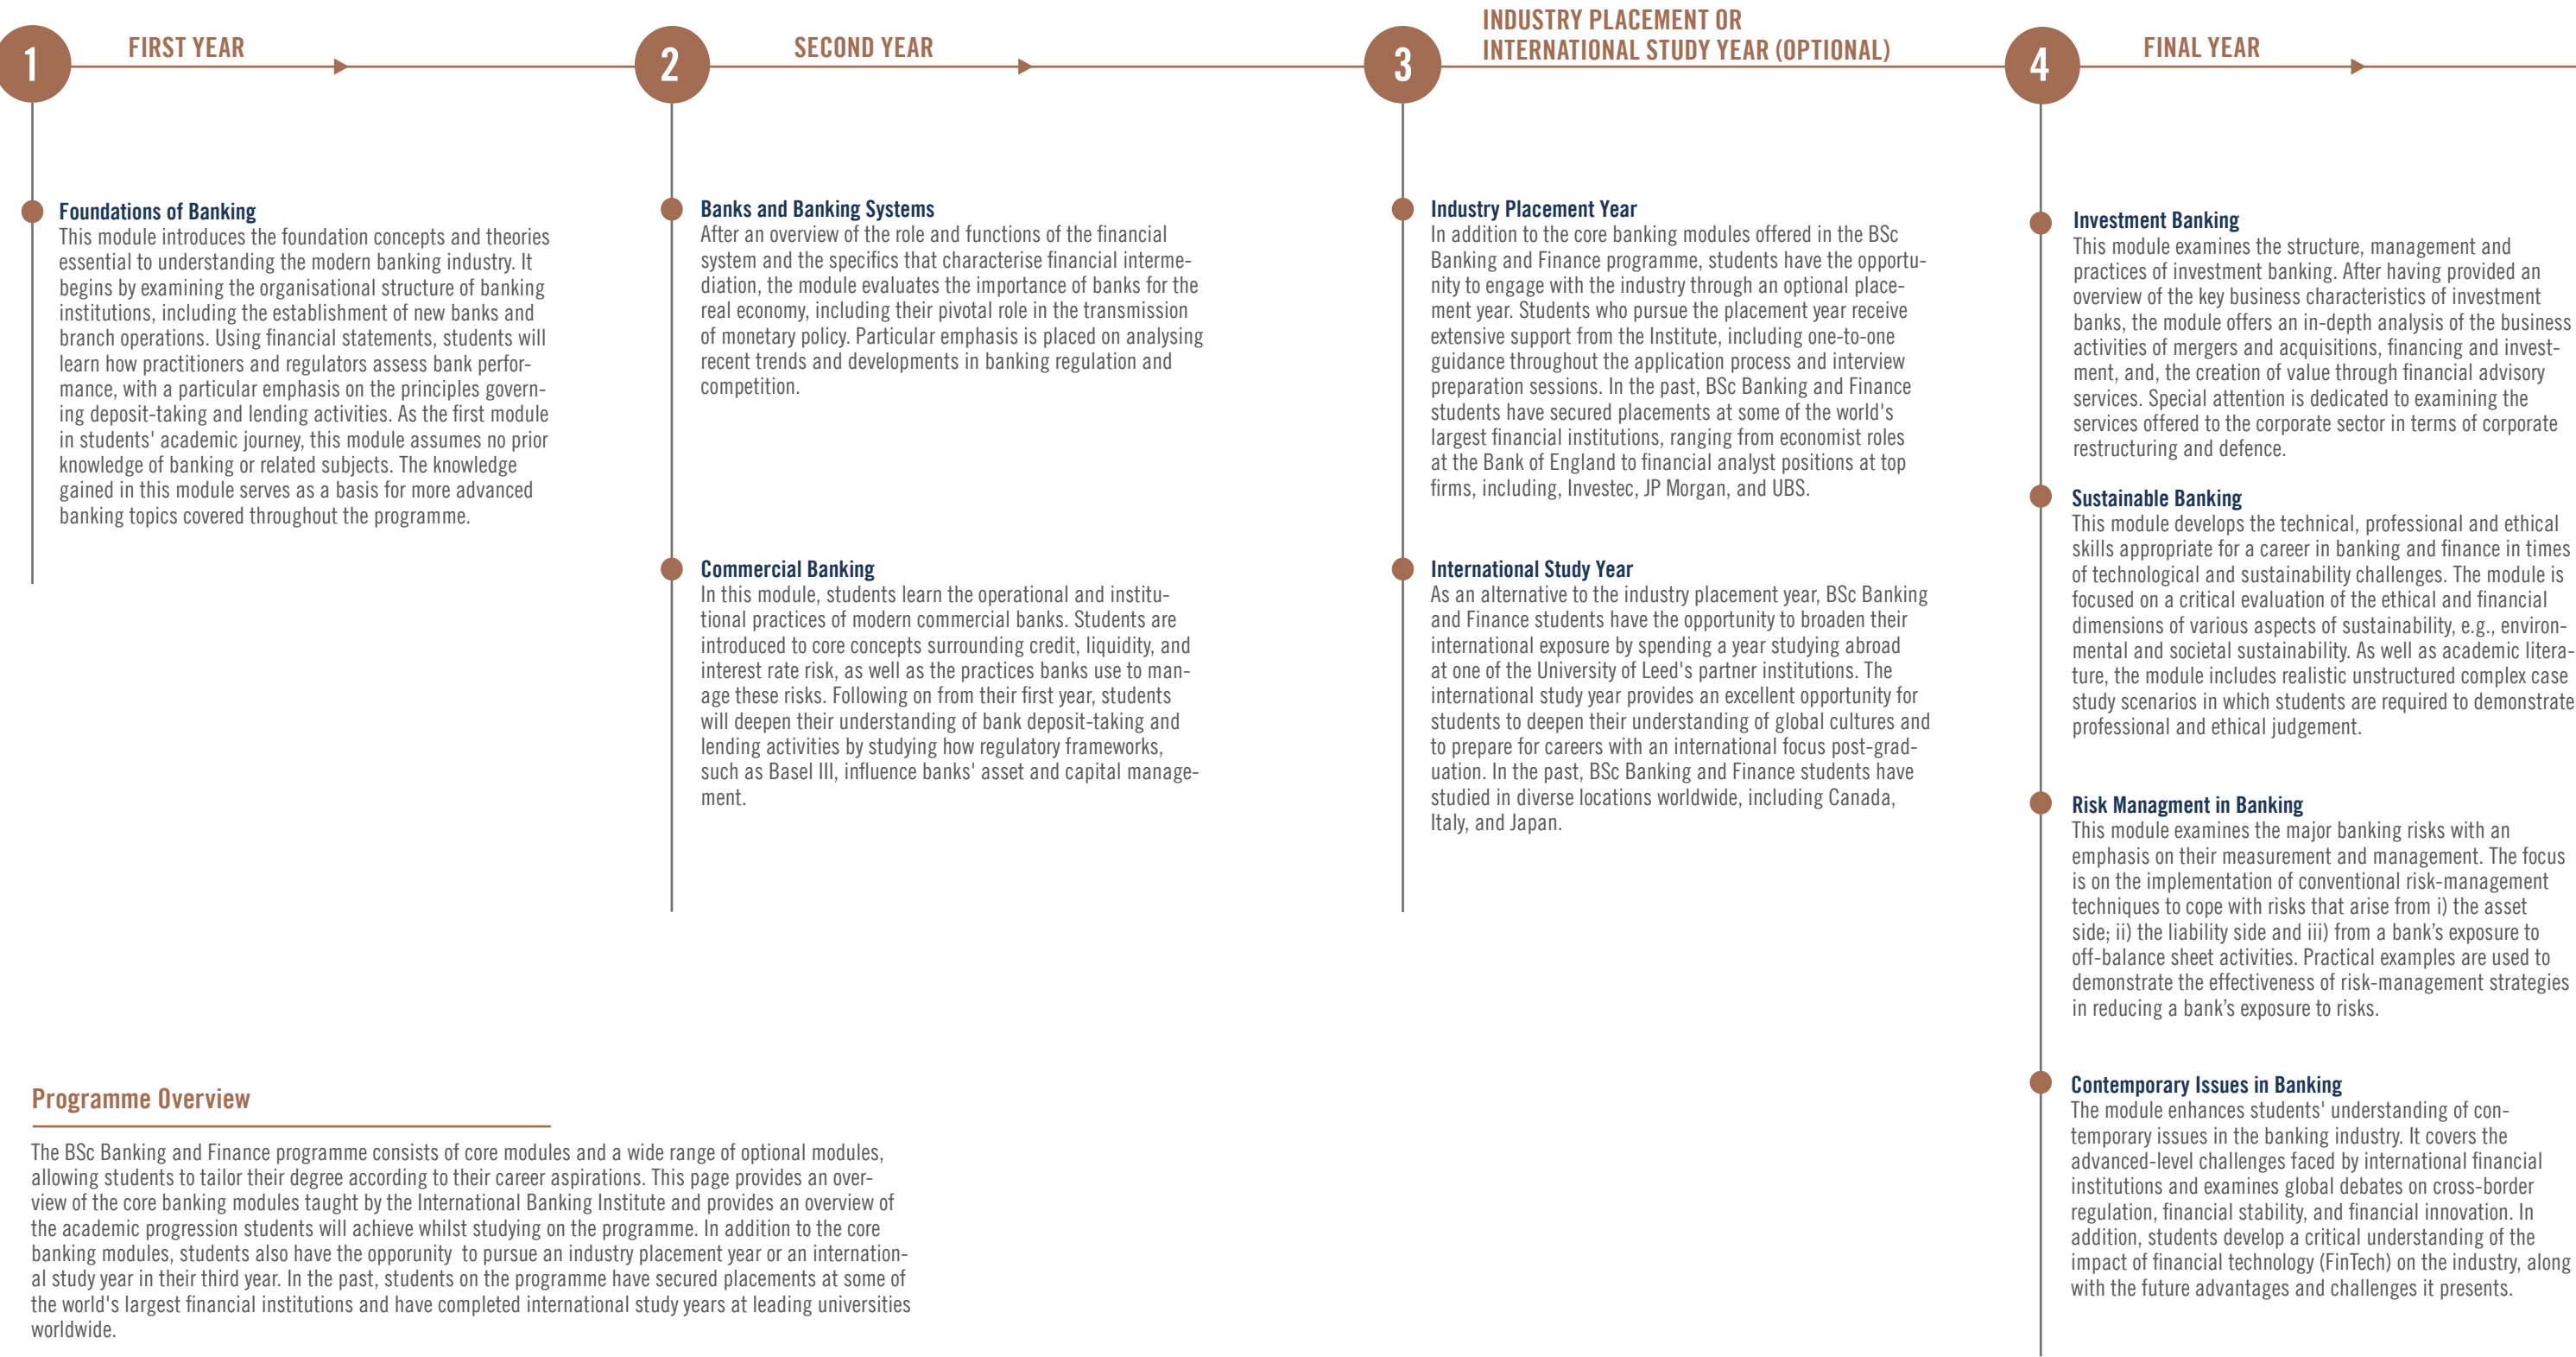 1
FIRST YEAR
Foundations of Banking
This module introduces the foundation concepts and theories
essential to understanding the modern banking industry. It
begins by examining the organisational structure of banking
institutions, including the establishment of new banks and
branch operations. Using financial statements, students will
learn how practitioners and regulators assess bank perfor-
mance, with a particular emphasis on the principles govern-
ing deposit-taking and lending activities. As the first module
in students' academic journey, this module assumes no prior
knowledge of banking or related subjects. The knowledge
gained in this module serves as a basis for more advanced
banking topics covered throughout the programme.
2
SECOND YEAR
Banks and Banking Systems
After an overview of the role and functions of the financial
system and the specifics that characterise financial interme-
diation, the module evaluates the importance of banks for the
real economy, including their pivotal role in the transmission
of monetary policy. Particular emphasis is placed on analysing
recent trends and developments in banking regulation and
competition.
Commercial Banking
In this module, students learn the operational and institu-
tional practices of modern commercial banks. Students are
introduced to core concepts surrounding credit, liquidity, and
interest rate risk, as well as the practices banks use to man-
age these risks. Following on from their first year, students
will deepen their understanding of bank deposit-taking and
lending activities by studying how regulatory frameworks,
such as Basel III, influence banks' asset and capital manage-
ment.
3
INDUSTRY PLACEMENT OR
INTERNATIONAL STUDY YEAR (OPTIONAL)
Industry Placement Year
In addition to the core banking modules offered in the BSc
Banking and Finance programme, students have the opportu-
nity to engage with the industry through an optional place-
ment year. Students who pursue the placement year receive
extensive support from the Institute, including one-to-one
guidance throughout the application process and interview
preparation sessions. In the past, BSc Banking and Finance
students have secured placements at some of the world's
largest financial institutions, ranging from economist roles
at the Bank of England to financial analyst positions at top
firms, including, Investec, JP Morgan, and UBS.
International Study Year
As an alternative to the industry placement year, BSc Banking
and Finance students have the opportunity to broaden their
international exposure by spending a year studying abroad
at one of the University of Leed's partner institutions. The
international study year provides an excellent opportunity for
students to deepen their understanding of global cultures and
to prepare for careers with an international focus post-grad-
uation. In the past, BSc Banking and Finance students have
studied in diverse locations worldwide, including Canada,
Italy, and Japan.
4
FINAL YEAR
Investment Banking
This module examines the structure, management and
practices of investment banking. After having provided an
overview of the key business characteristics of investment
banks, the module offers an in-depth analysis of the business
activities of mergers and acquisitions, financing and invest-
ment, and, the creation of value through financial advisory
services. Special attention is dedicated to examining the
services offered to the corporate sector in terms of corporate
restructuring and defence.
Sustainable Banking
This module develops the technical, professional and ethical
skills appropriate for a career in banking and finance in times
of technological and sustainability challenges. The module is
focused on a critical evaluation of the ethical and financial
dimensions of various aspects of sustainability, e.g., environ-
mental and societal sustainability. As well as academic litera-
ture, the module includes realistic unstructured complex case
study scenarios in which students are required to demonstrate
professional and ethical judgement.
Risk Managment in Banking
This module examines the major banking risks with an
emphasis on their measurement and management. The focus
is on the implementation of conventional risk-management
techniques to cope with risks that arise from i) the asset
side; ii) the liability side and iii) from a bank’s exposure to
off-balance sheet activities. Practical examples are used to
demonstrate the effectiveness of risk-management strategies
in reducing a bank’s exposure to risks.
Contemporary Issues in Banking
The module enhances students' understanding of con-
temporary issues in the banking industry. It covers the
advanced-level challenges faced by international financial
institutions and examines global debates on cross-border
regulation, financial stability, and financial innovation. In
addition, students develop a critical understanding of the
impact of financial technology (FinTech) on the industry, along
with the future advantages and challenges it presents.
Programme Overview
The BSc Banking and Finance programme consists of core modules and a wide range of optional modules,
allowing students to tailor their degree according to their career aspirations. This page provides an over-
view of the core banking modules taught by the International Banking Institute and provides an overview of
the academic progression students will achieve whilst studying on the programme. In addition to the core
banking modules, students also have the opporunity  to pursue an industry placement year or an internation-
al study year in their third year. In the past, students on the programme have secured placements at some of
the world's largest financial institutions and have completed international study years at leading universities
worldwide.